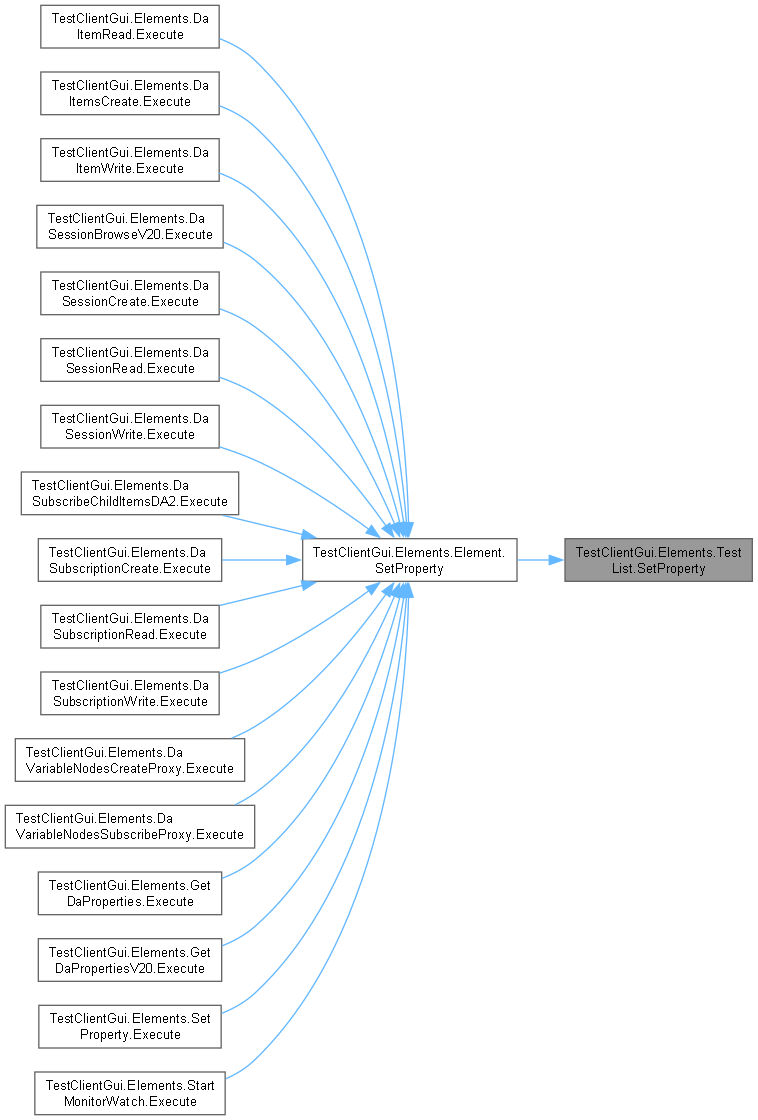 TestClientGui.Elements.Da
ItemRead.Execute
TestClientGui.Elements.Da
ItemsCreate.Execute
TestClientGui.Elements.Da
ItemWrite.Execute
TestClientGui.Elements.Da
SessionBrowseV20.Execute
TestClientGui.Elements.Da
SessionCreate.Execute
TestClientGui.Elements.Da
SessionRead.Execute
TestClientGui.Elements.Da
SessionWrite.Execute
TestClientGui.Elements.Da
SubscribeChildItemsDA2.Execute
TestClientGui.Elements.Da
SubscriptionCreate.Execute
TestClientGui.Elements.Element.
SetProperty
TestClientGui.Elements.Test
List.SetProperty
TestClientGui.Elements.Da
SubscriptionRead.Execute
TestClientGui.Elements.Da
SubscriptionWrite.Execute
TestClientGui.Elements.Da
VariableNodesCreateProxy.Execute
TestClientGui.Elements.Da
VariableNodesSubscribeProxy.Execute
TestClientGui.Elements.Get
DaProperties.Execute
TestClientGui.Elements.Get
DaPropertiesV20.Execute
TestClientGui.Elements.Set
Property.Execute
TestClientGui.Elements.Start
MonitorWatch.Execute